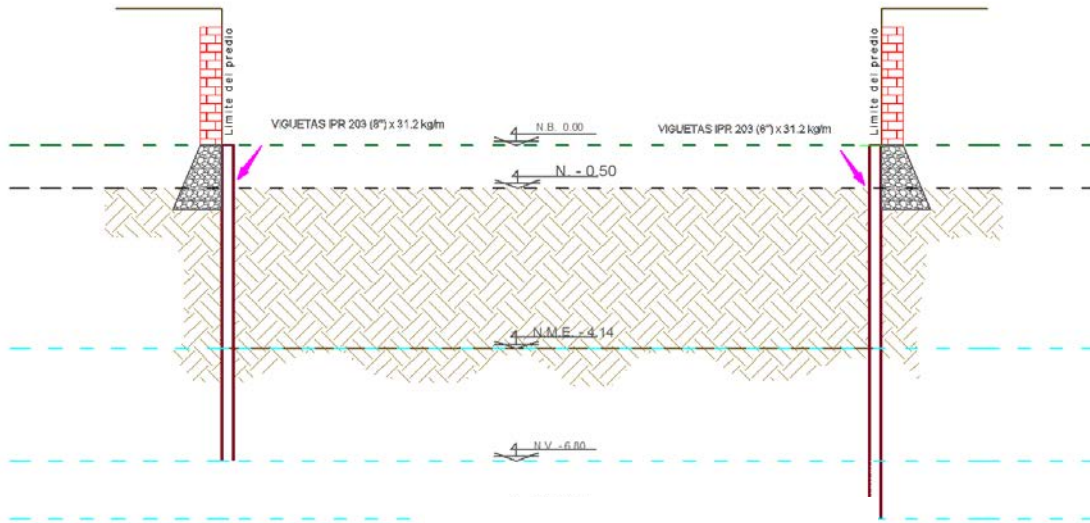 Limite del predio
Limite del predio
VIGUETAS IPR 203 (8") x 31.2 kg/m
N.B. 0.00
VIGUETAS IPR 203 (8") x 31.2 kg/m
N. - 0.50
N.M.E. - 4.14
N.V. -6.80